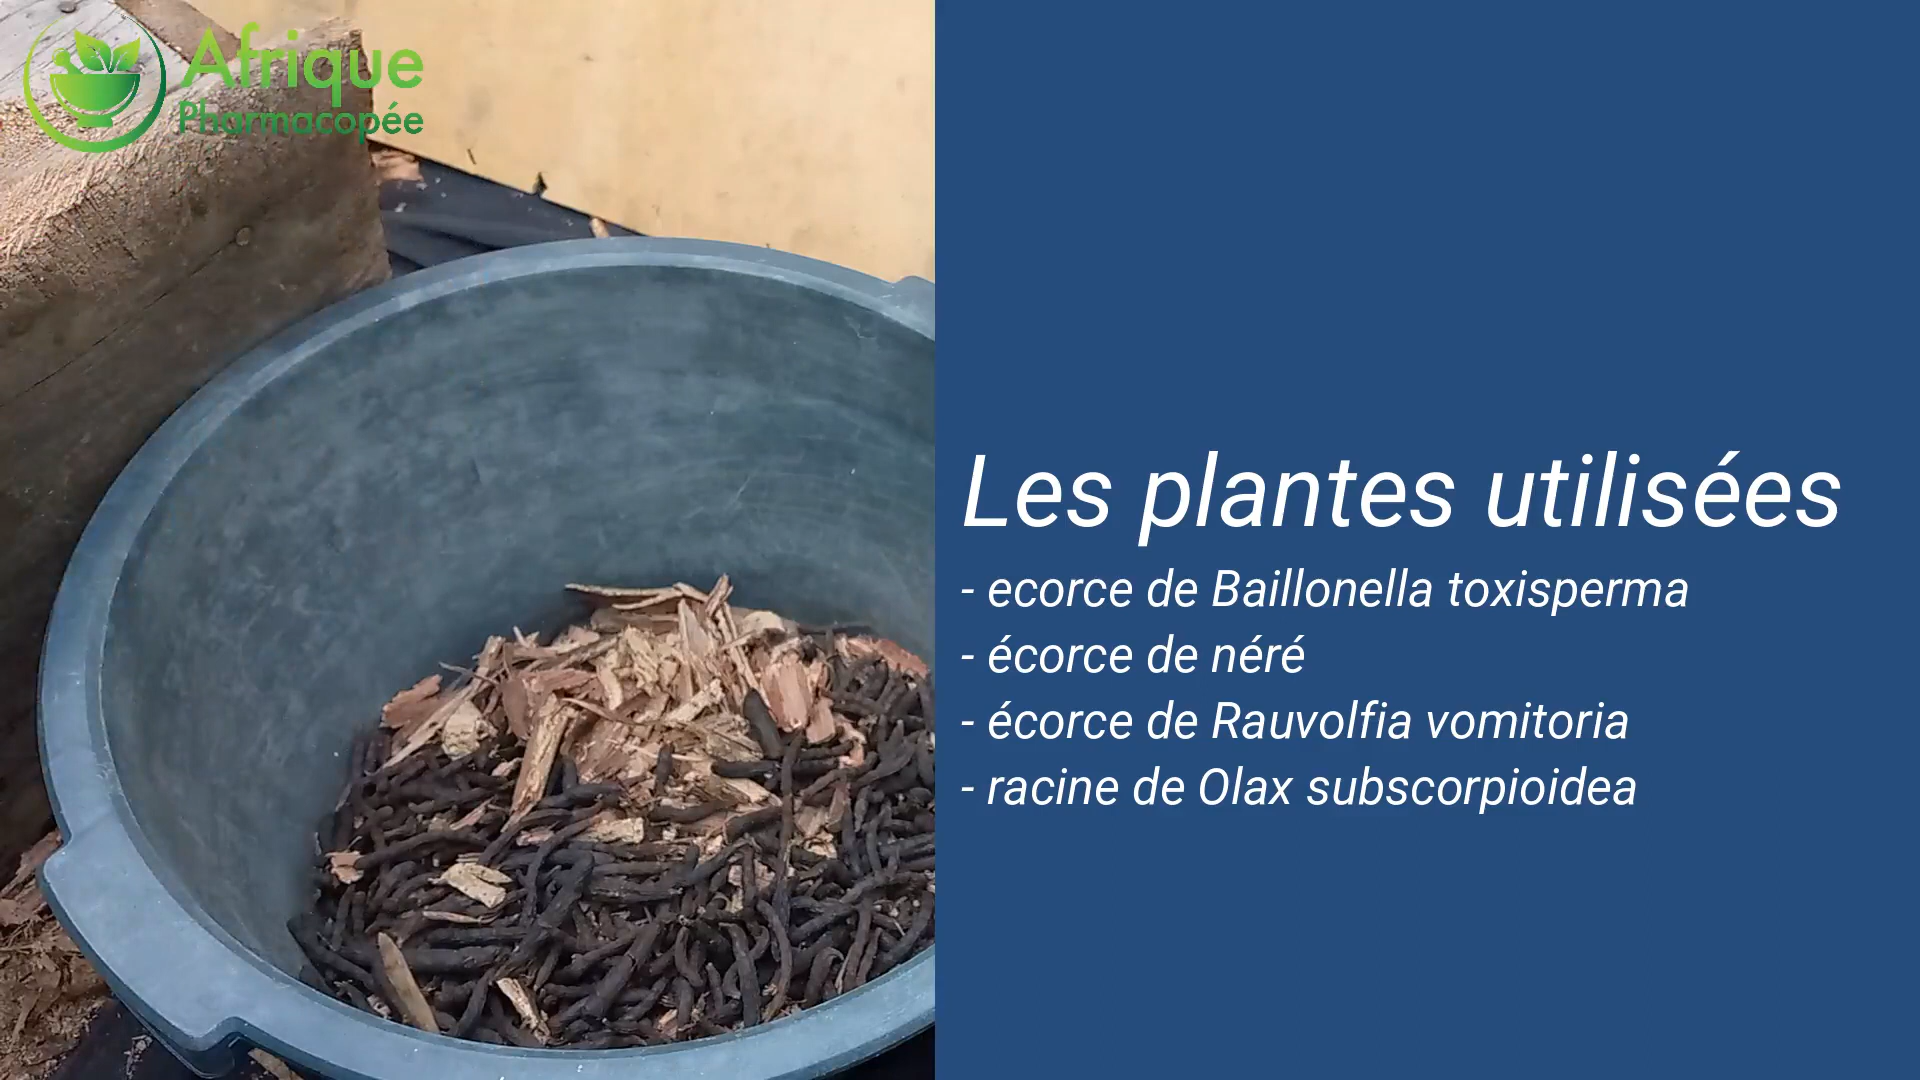 Afrique
Pharmacopée
Les plantes utilisées
- ecorce de Baillonella toxisperma
- écorce de néré
- écorce de Rauvolfia vomitoria
- racine de Olax subscorpioidea